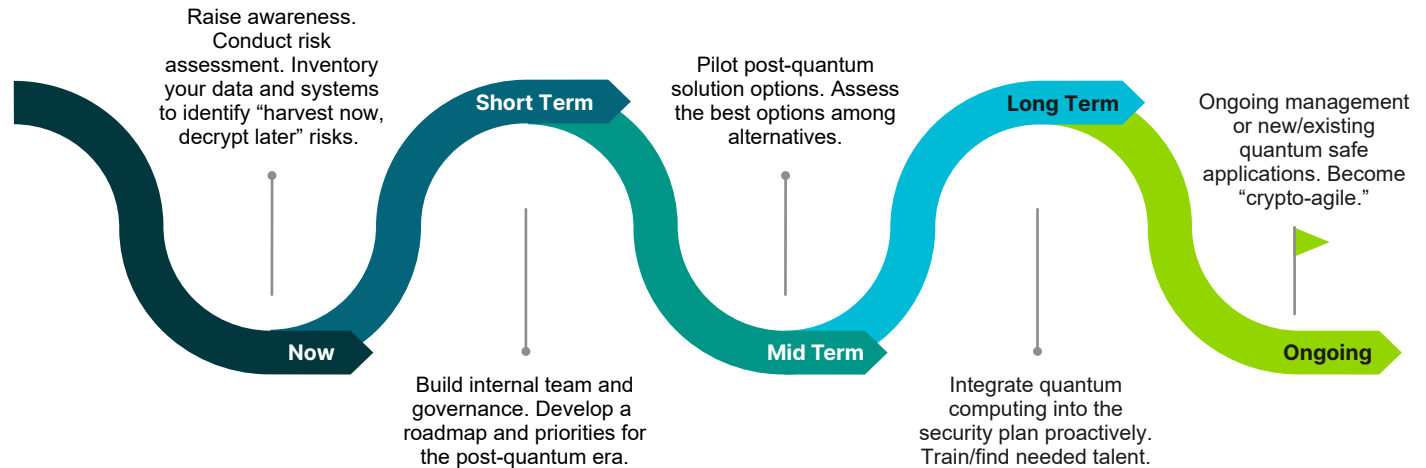 Raise awareness.
Conduct risk
assessment. Inventory
your data and systems
to identify “harvest now,
decrypt later” risks.
Now
Short Term
Build internal team and
governance. Develop a
roadmap and priorities for
the post-quantum era.
Pilot post-quantum
solution options. Assess
the best options among
alternatives.
Mid Term
Long Term
Integrate quantum
computing into the
security plan proactively.
Train/find needed talent.
Ongoing management
or new/existing
quantum safe
applications. Become
“crypto-agile.”
Ongoing